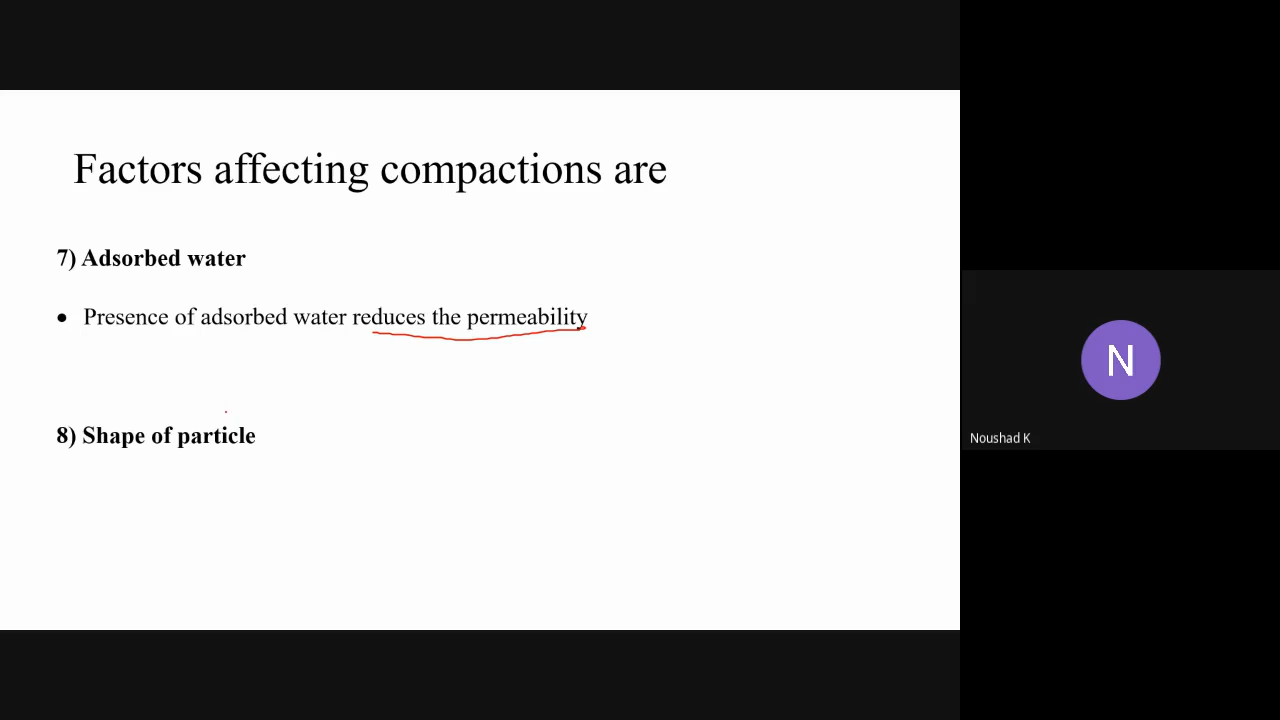 Factors affecting compactions are
7) Adsorbed water
• Presence of adsorbed water reduces the permeability
8) Shape of particle
N
Noushad K